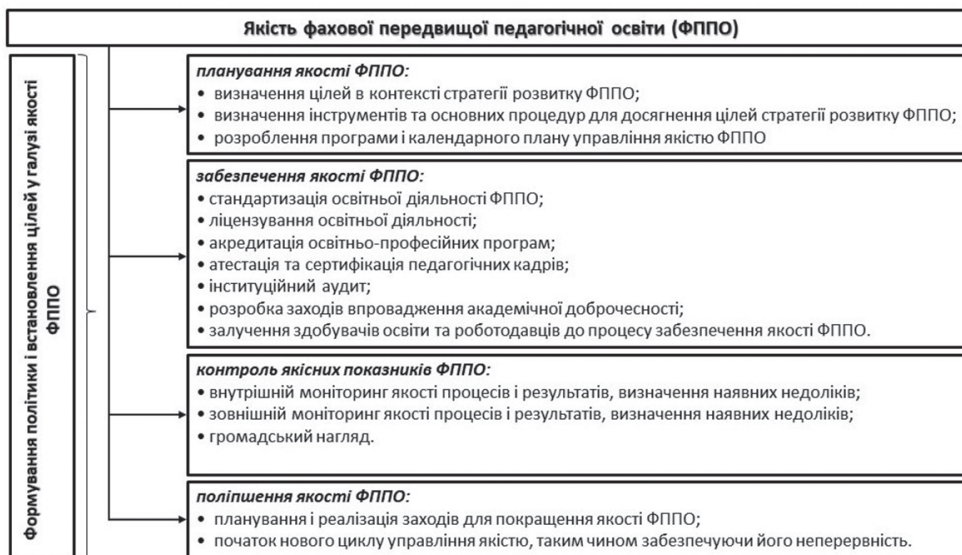 Якість фахової передвищої педагогічної освіти (ФППО)
Формування політики і встановлення цілей у галузі якості
ФППО
планування якості ФППО:
• визначення цілей в контексті стратегії розвитку ФППО;
• визначення інструментів та основних процедур для досягнення цілей стратегії розвитку ФППО;
• розроблення програми і календарного плану управління якістю ФППО
забезпечення якості ФППО:
• стандартизація освітньої діяльності ФППО;
• ліцензування освітньої діяльності;
• акредитація освітньо-професійних програм;
• атестація та сертифікація педагогічних кадрів;
• інституційний аудит;
• розробка заходів впровадження академічної доброчесності;
• залучення здобувачів освіти та роботодавців до процесу забезпечення якості ФППО.
контроль якісних показників ФППО:
• внутрішній моніторинг якості процесів і результатів, визначення наявних недоліків;
• зовнішній моніторинг якості процесів і результатів, визначення наявних недоліків;
• громадський нагляд.
поліпшення якості ФППО:
• планування і реалізація заходів для покращення якості ФППО;
• початок нового циклу управління якістю, таким чином забезпечуючи його неперервність.